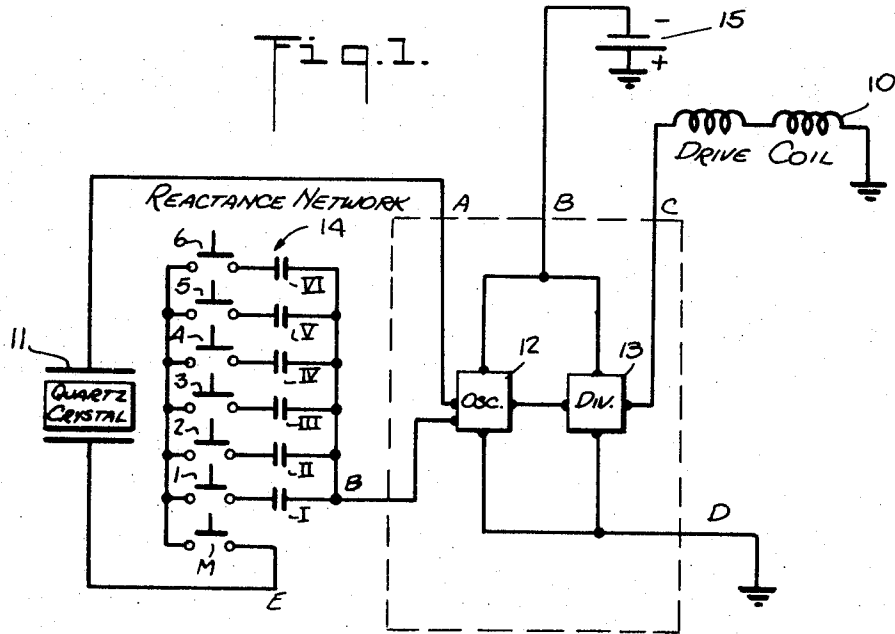 Fig.1.
- 15
+
10
DRIVE COIL
REACTANCE NETWORK
A
B
C
14
6
VI
5
V
A
IV
3
III
2
II
1
I
M
E
B
11
QUARTZ
CRYSTAL
12
OSC.
13
DIV.
D